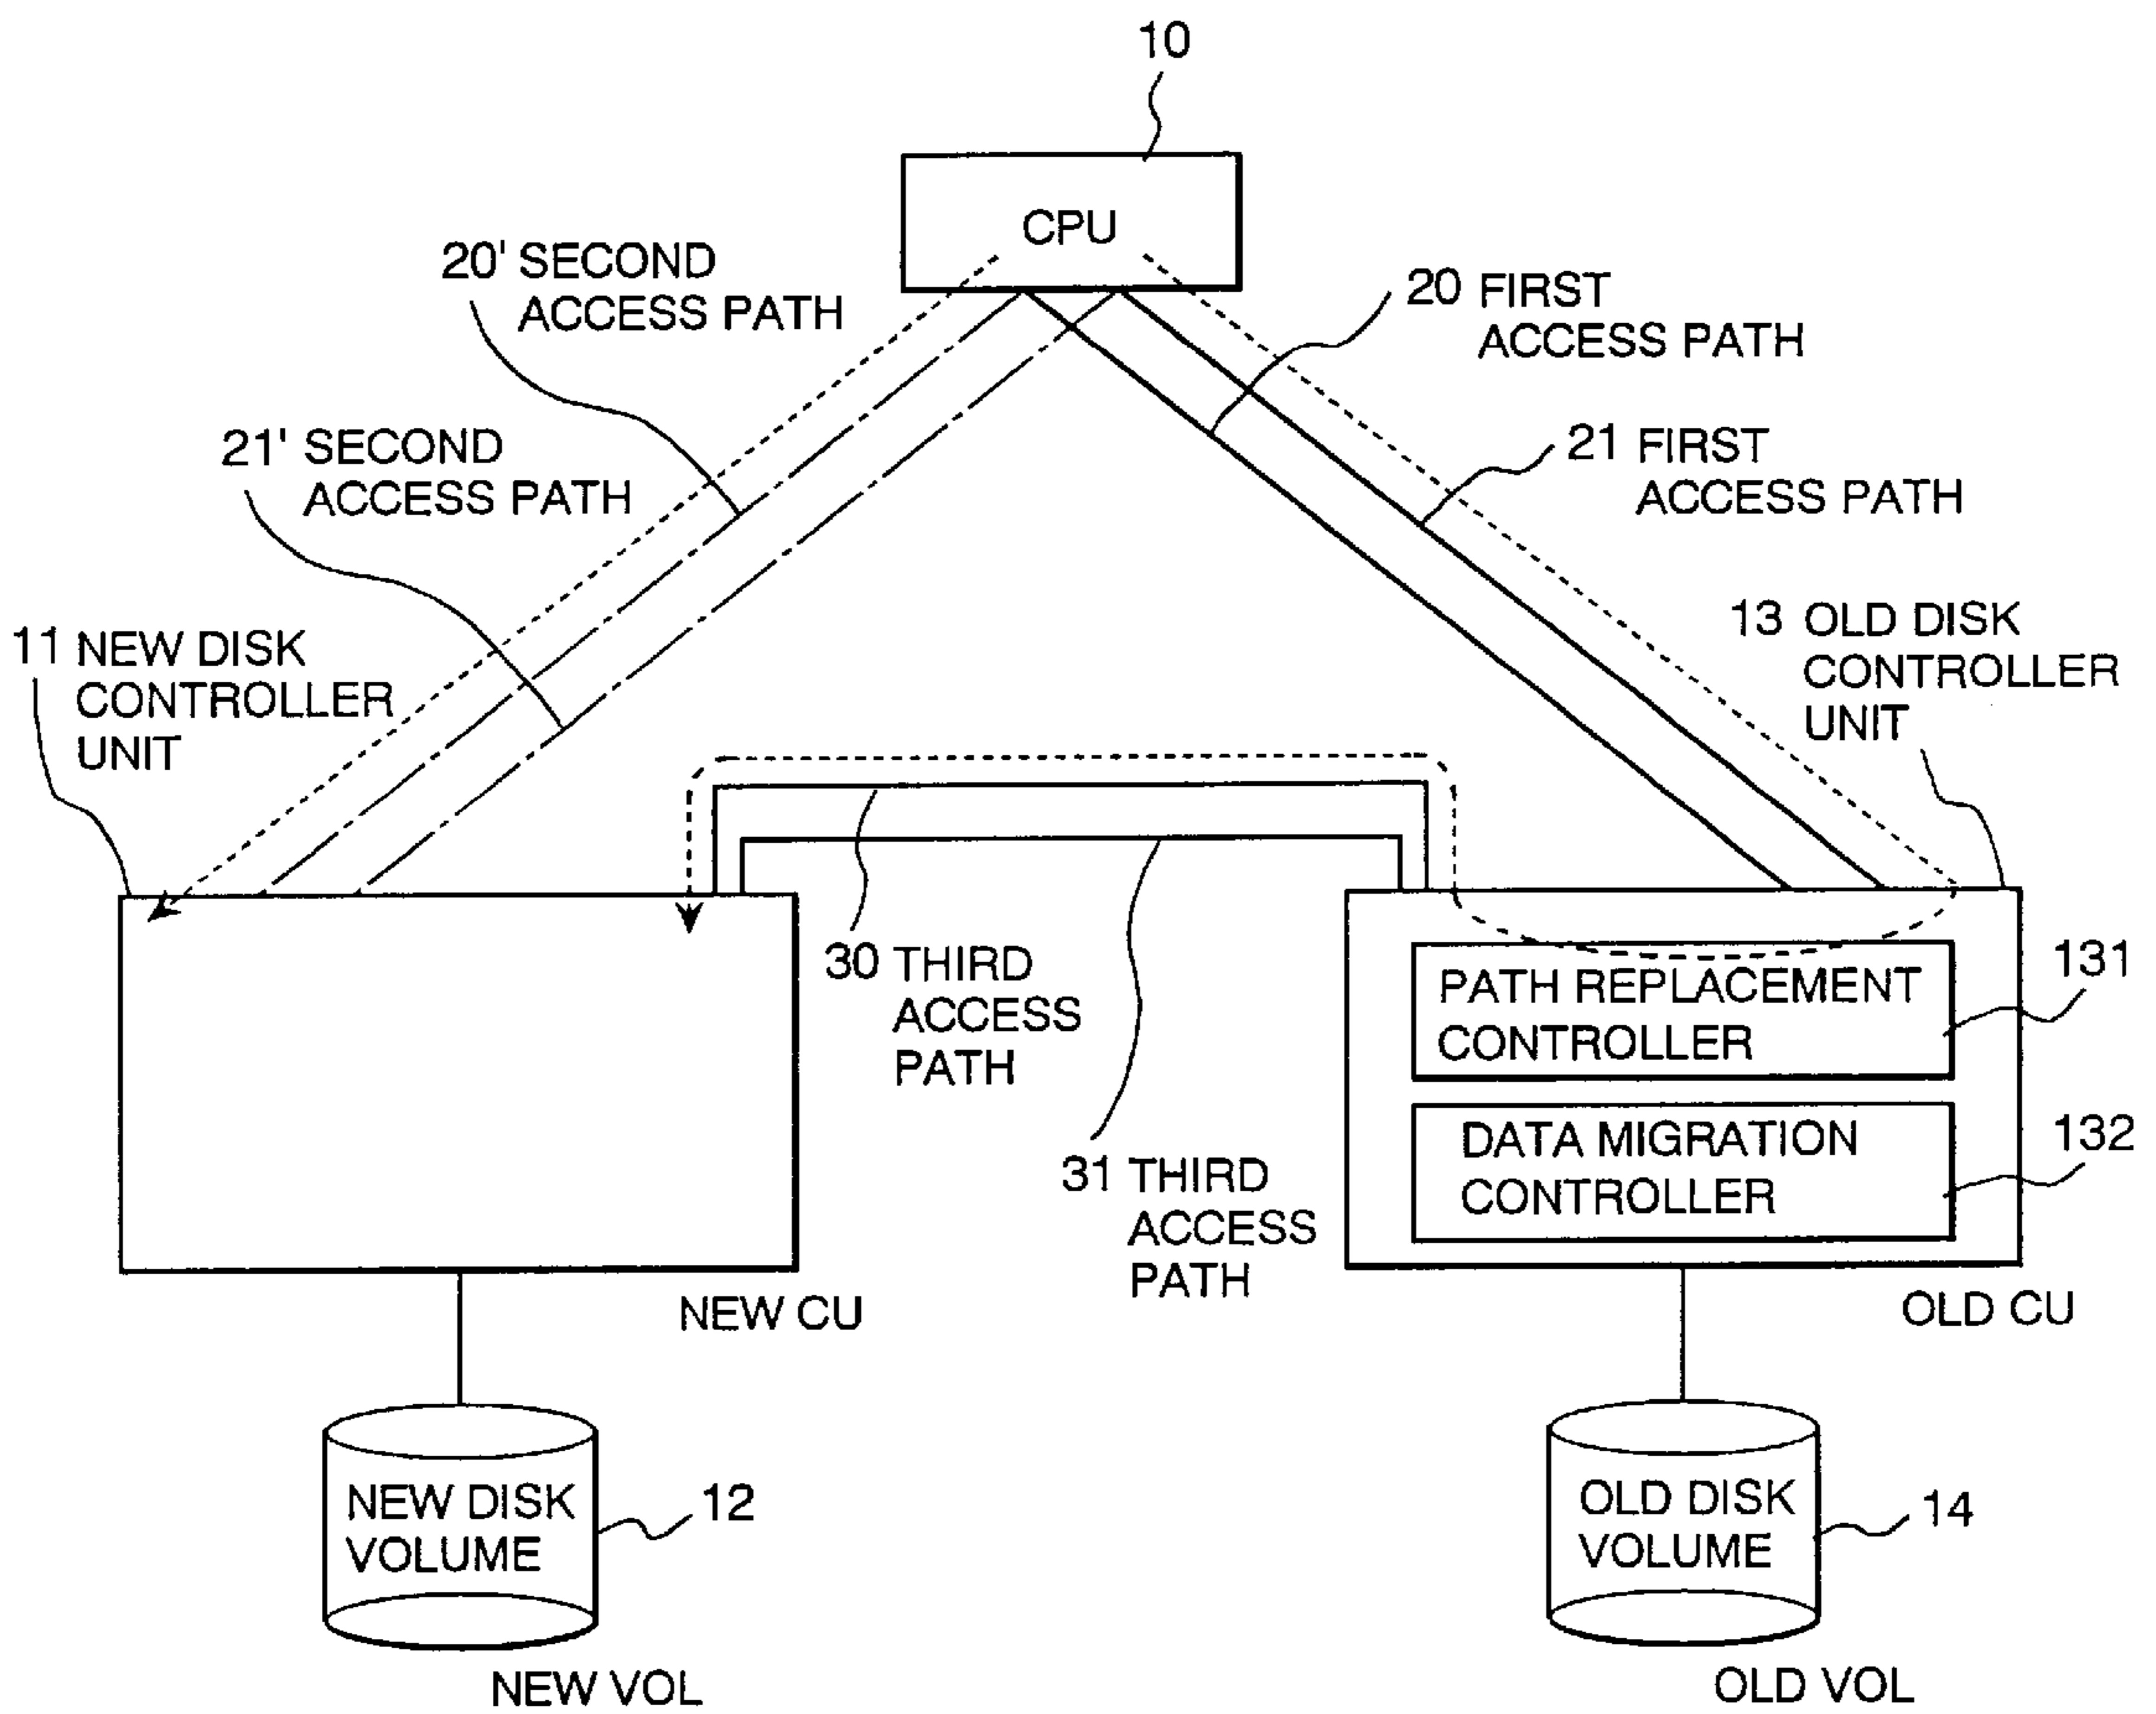 10
CPU
20' SECOND
ACCESS PATH
20 FIRST
ACCESS PATH
21' SECOND
ACCESS PATH
21 FIRST
ACCESS PATH
11 NEW DISK
CONTROLLER
UNIT
13 OLD DISK
CONTROLLER
UNIT
30 THIRD
ACCESS
PATH
31 THIRD
ACCESS
PATH
PATH REPLACEMENT
CONTROLLER
131
DATA MIGRATION
CONTROLLER
132
NEW CU
OLD CU
NEW DISK
VOLUME
12
OLD DISK
VOLUME
14
NEW VOL
OLD VOL